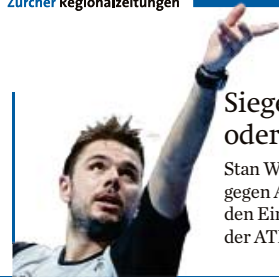 Zürcher Regionalzeitungen
Siege
oder
Stan W
gegen A
den Ein
der AT